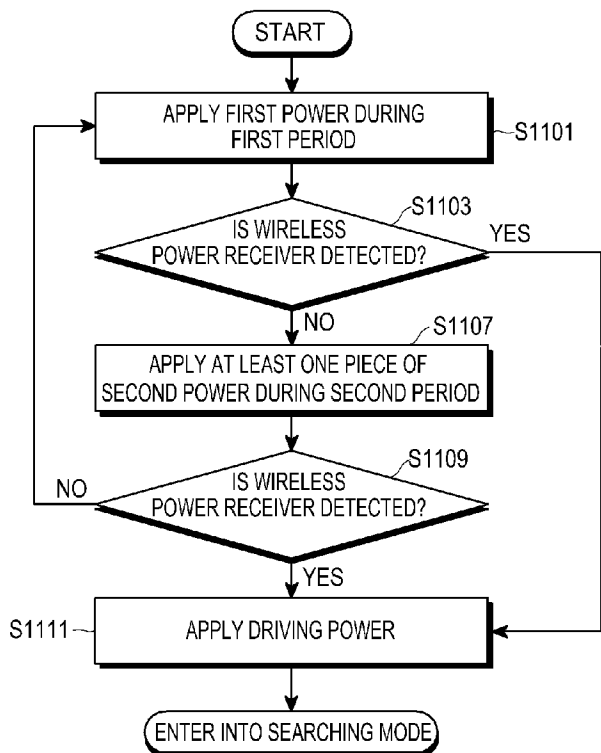 START
APPLY FIRST POWER DURING
FIRST PERIOD
S1101
S1103
IS WIRELESS
POWER RECEIVER DETECTED?
YES
NO
S1107
APPLY AT LEAST ONE PIECE OF
SECOND POWER DURING SECOND PERIOD
S1109
IS WIRELESS
POWER RECEIVER DETECTED?
NO
YES
S1111
APPLY DRIVING POWER
ENTER INTO SEARCHING MODE